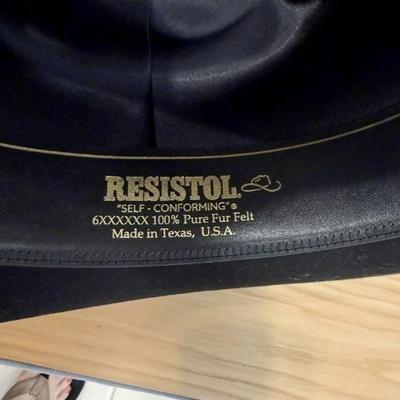 RESISTOL®
"SELF-CONFORMING"®
6XXXXXX 100% Pure Fur Felt
Made in Texas, U.S.A.